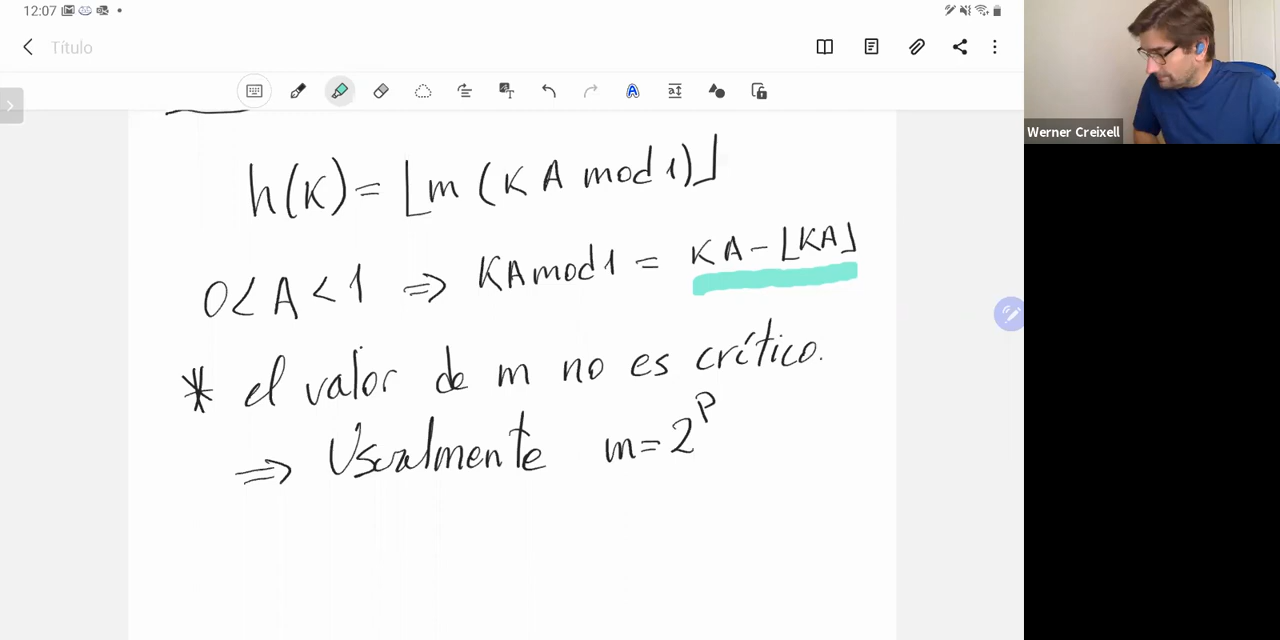 12:07
Título
h(K) = ⌊m (K A mod 1)⌋
0 < A < 1 ⇒ KA mod 1 = KA - ⌊KA⌋
* el valor de m no es crítico.
⇒ Usualmente m = 2^p
Werner Creixell